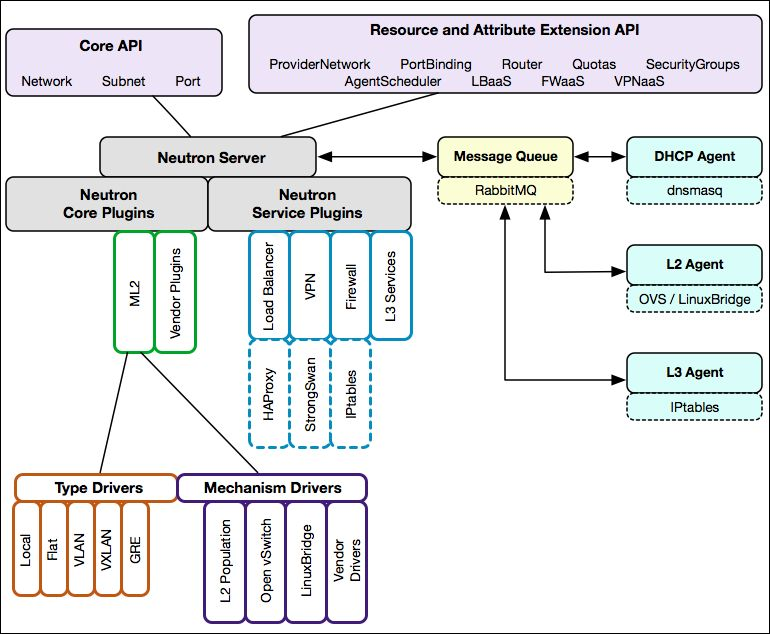 Core API
Network Subnet Port
Resource and Attribute Extension API
ProviderNetwork PortBinding Router Quotas SecurityGroups
AgentScheduler LBaaS FWaaS VPNaaS
Neutron Server
Neutron
Core Plugins
Neutron
Service Plugins
Message Queue
RabbitMQ
DHCP Agent
dnsmasq
L2 Agent
OVS / LinuxBridge
L3 Agent
IPtables
ML2
Vendor Plugins
Load Balancer
VPN
Firewall
L3 Services
HAProxy
StrongSwan
IPtables
Type Drivers
Local
Flat
VLAN
VXLAN
GRE
Mechanism Drivers
L2 Population
Open vSwitch
LinuxBridge
Vendor
Drivers